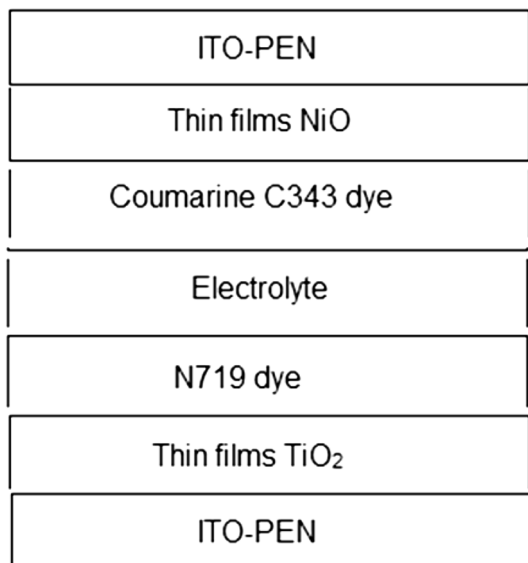 ITO-PEN
Thin films NiO
Coumarine C343 dye
Electrolyte
N719 dye
Thin films TiO₂
ITO-PEN